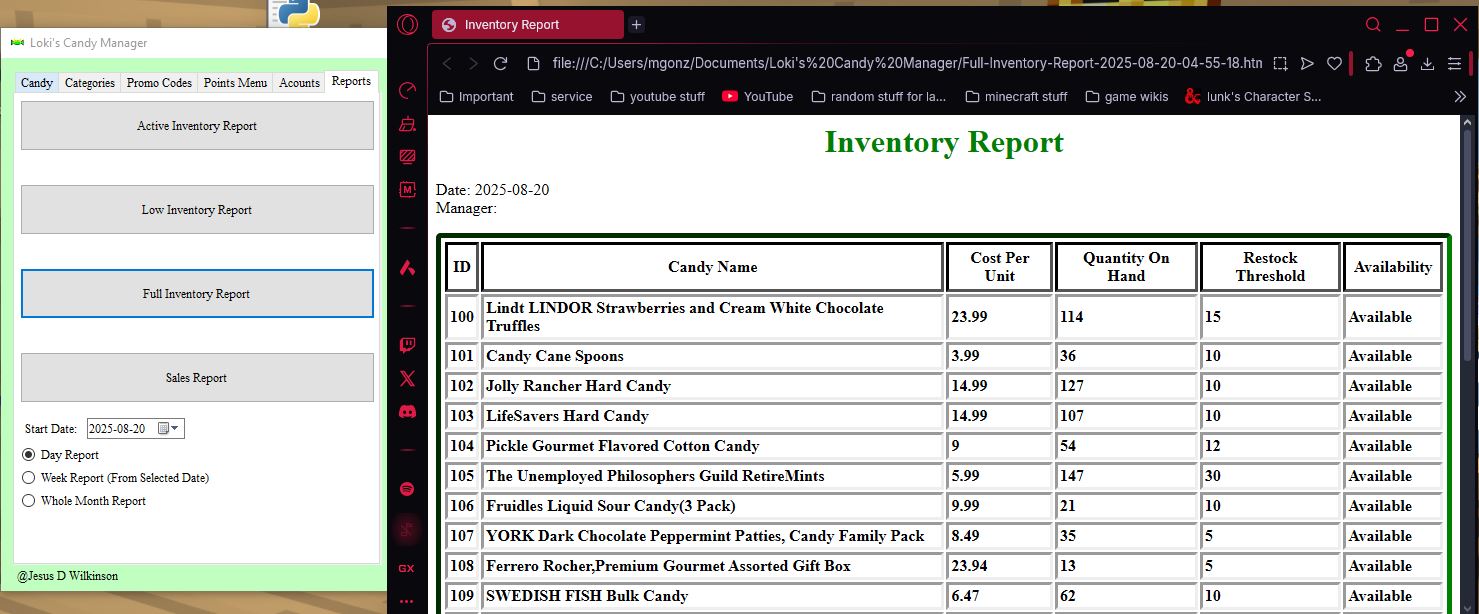 Loki's Candy Manager
Candy Categories Promo Codes Points Menu Acounts Reports
Active Inventory Report
Low Inventory Report
Full Inventory Report
Sales Report
Start Date: 2025-08-20
Day Report
Week Report (From Selected Date)
Whole Month Report
@Jesus D Wilkinson
Inventory Report
file:///C:/Users/mgonz/Documents/Loki's%20Candy%20Manager/Full-Inventory-Report-2025-08-20-04-55-18.htn
Important service youtube stuff YouTube random stuff for la... minecraft stuff game wikis lunk's Character S...
M
GX
Inventory Report
Date: 2025-08-20
Manager:
ID Candy Name Cost Per Unit Quantity On Hand Restock Threshold Availability
100 Lindt LINDOR Strawberries and Cream White Chocolate Truffles 23.99 114 15 Available
101 Candy Cane Spoons 3.99 36 10 Available
102 Jolly Rancher Hard Candy 14.99 127 10 Available
103 LifeSavers Hard Candy 14.99 107 10 Available
104 Pickle Gourmet Flavored Cotton Candy 9 54 12 Available
105 The Unemployed Philosophers Guild RetireMints 5.99 147 30 Available
106 Fruidles Liquid Sour Candy(3 Pack) 9.99 21 10 Available
107 YORK Dark Chocolate Peppermint Patties, Candy Family Pack 8.49 35 5 Available
108 Ferrero Rocher,Premium Gourmet Assorted Gift Box 23.94 13 5 Available
109 SWEDISH FISH Bulk Candy 6.47 62 10 Available